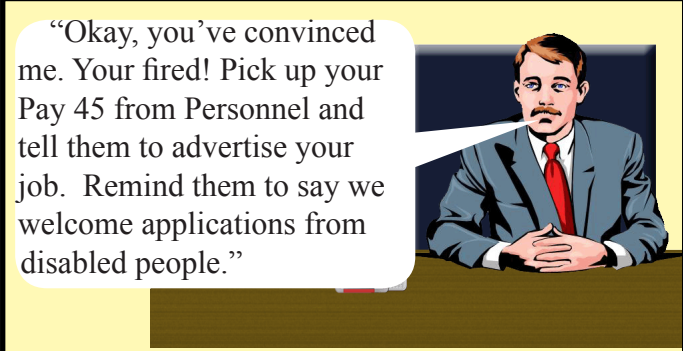 “Okay, you’ve convinced
me. Your fired! Pick up your
Pay 45 from Personnel and
tell them to advertise your
job.  Remind them to say we
welcome applications from
disabled people.”